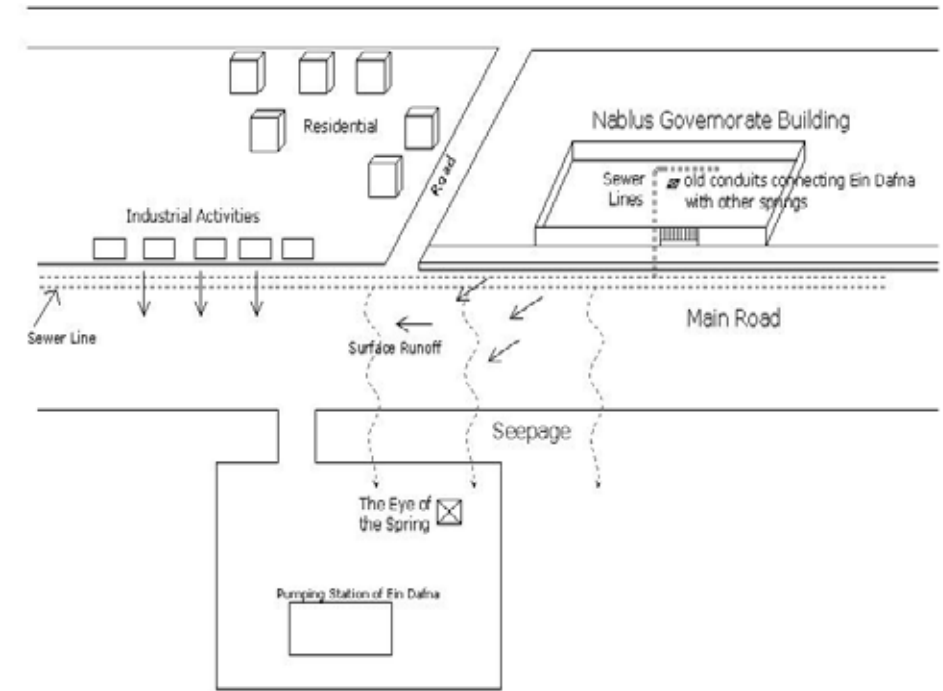 Residential
Road
Nablus Governorate Building
Sewer
Lines
old conduits connecting Ein Dafna
with other springs
Industrial Activities
Sewer Line
Main Road
Surface Runoff
Seepage
The Eye of
the Spring
Pumping Station of Ein Dafna